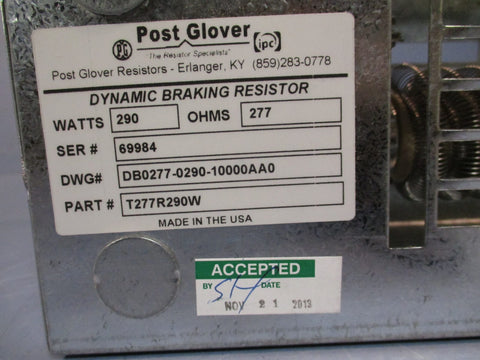 Post Glover
PG
"The Resistor Specialists"
ipc
Post Glover Resistors - Erlanger, KY (859)283-0778
DYNAMIC BRAKING RESISTOR
WATTS 290 OHMS 277
SER # 69984
DWG# DB0277-0290-10000AA0
PART # T277R290W
MADE IN THE USA
ACCEPTED
BY DATE
NOV 21 2013